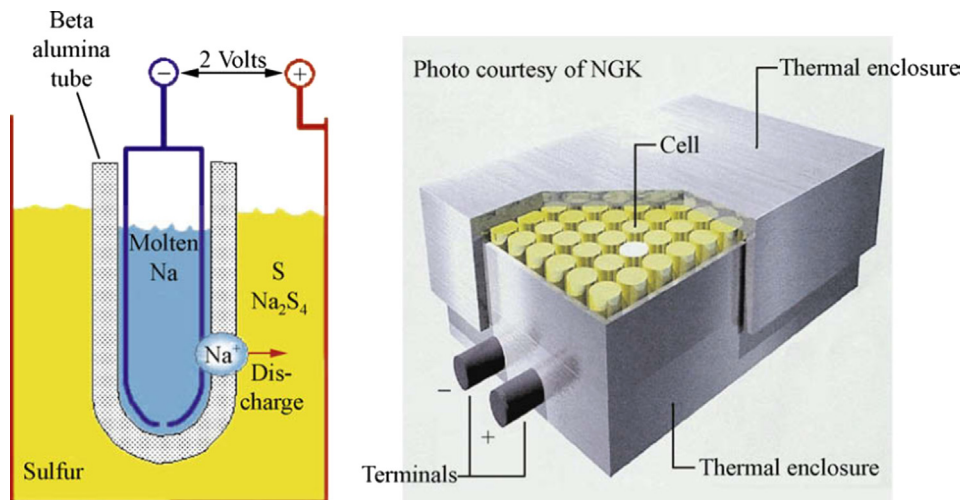 Beta
alumina
tube
−
2 Volts
+
Molten
Na
S
Na₂S₄
Na⁺
Dis-
charge
Sulfur
Photo courtesy of NGK
Thermal enclosure
Cell
−
+
Terminals
Thermal enclosure